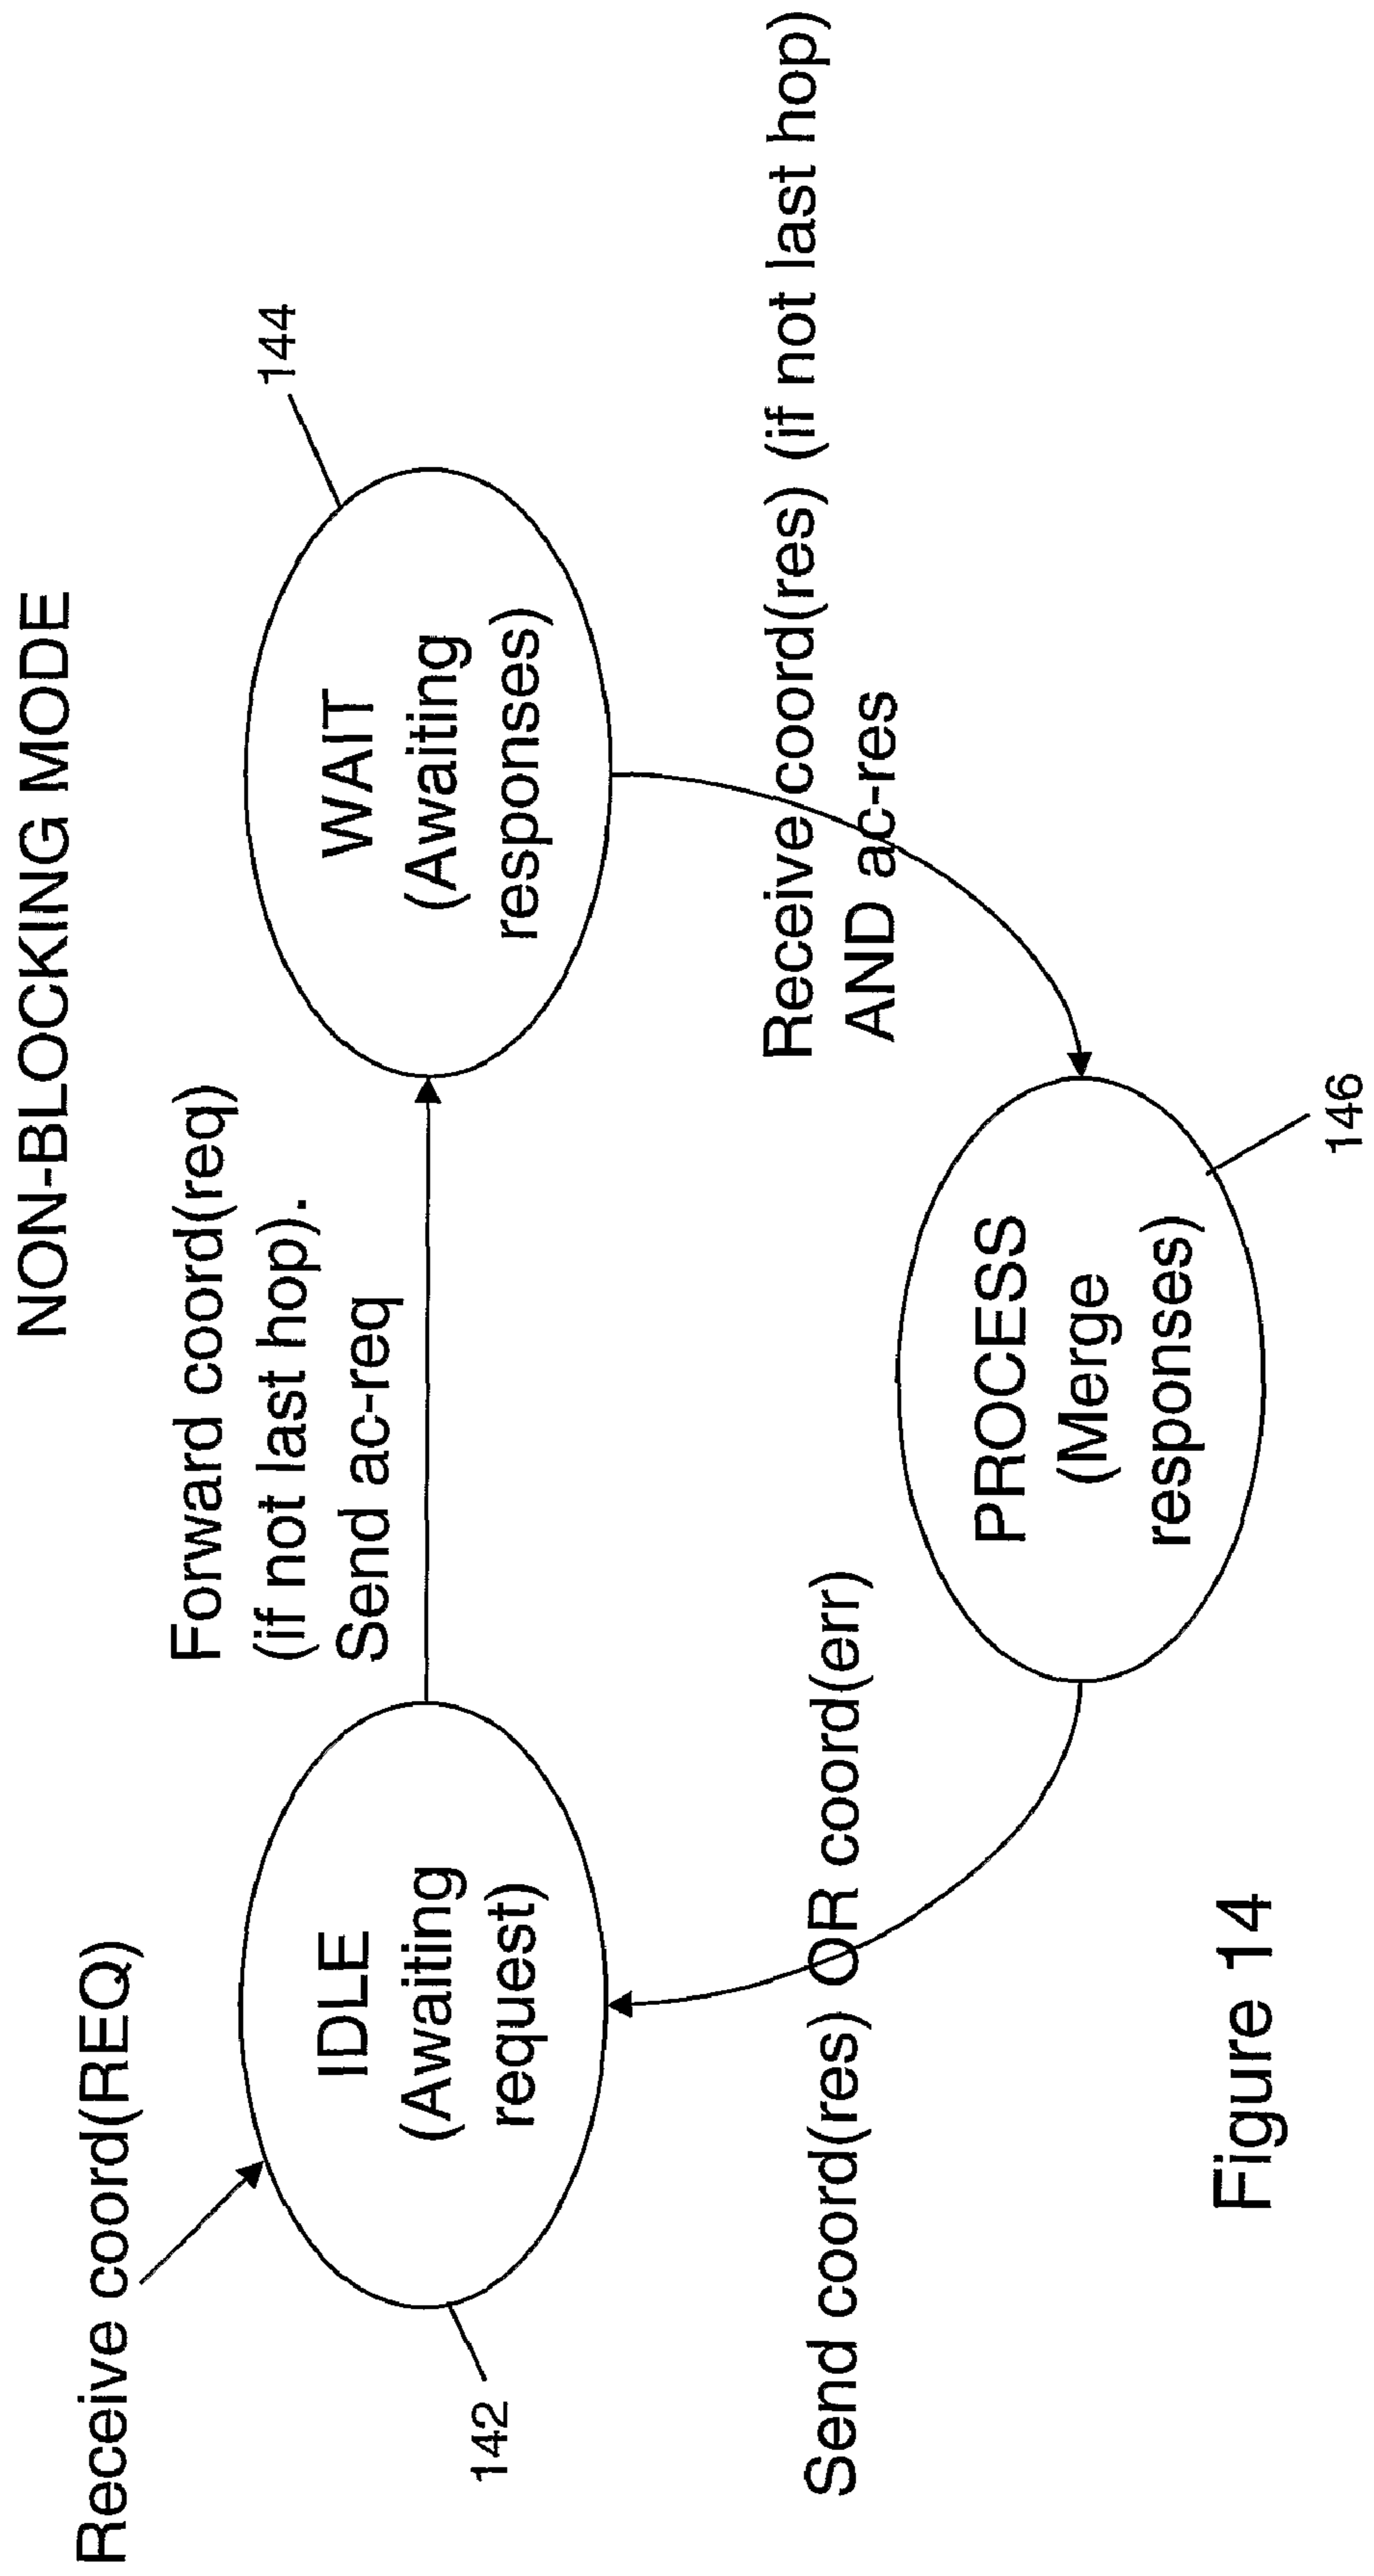 NON-BLOCKING MODE
Receive coord(REQ)
Forward coord(req)
(if not last hop).
Send ac-req
144
IDLE
(Awaiting
request)
WAIT
(Awaiting
responses)
142
Send coord(res) OR coord(err)
Receive coord(res) (if not last hop)
AND ac-res
PROCESS
(Merge
responses)
146
Figure 14